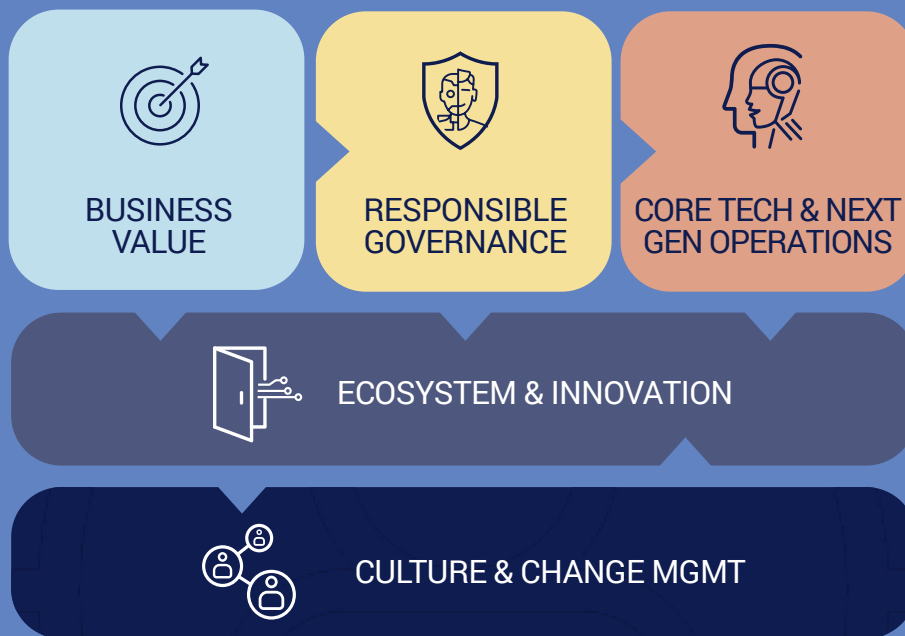 BUSINESS
VALUE
RESPONSIBLE
GOVERNANCE
CORE TECH & NEXT
GEN OPERATIONS
ECOSYSTEM & INNOVATION
CULTURE & CHANGE MGMT